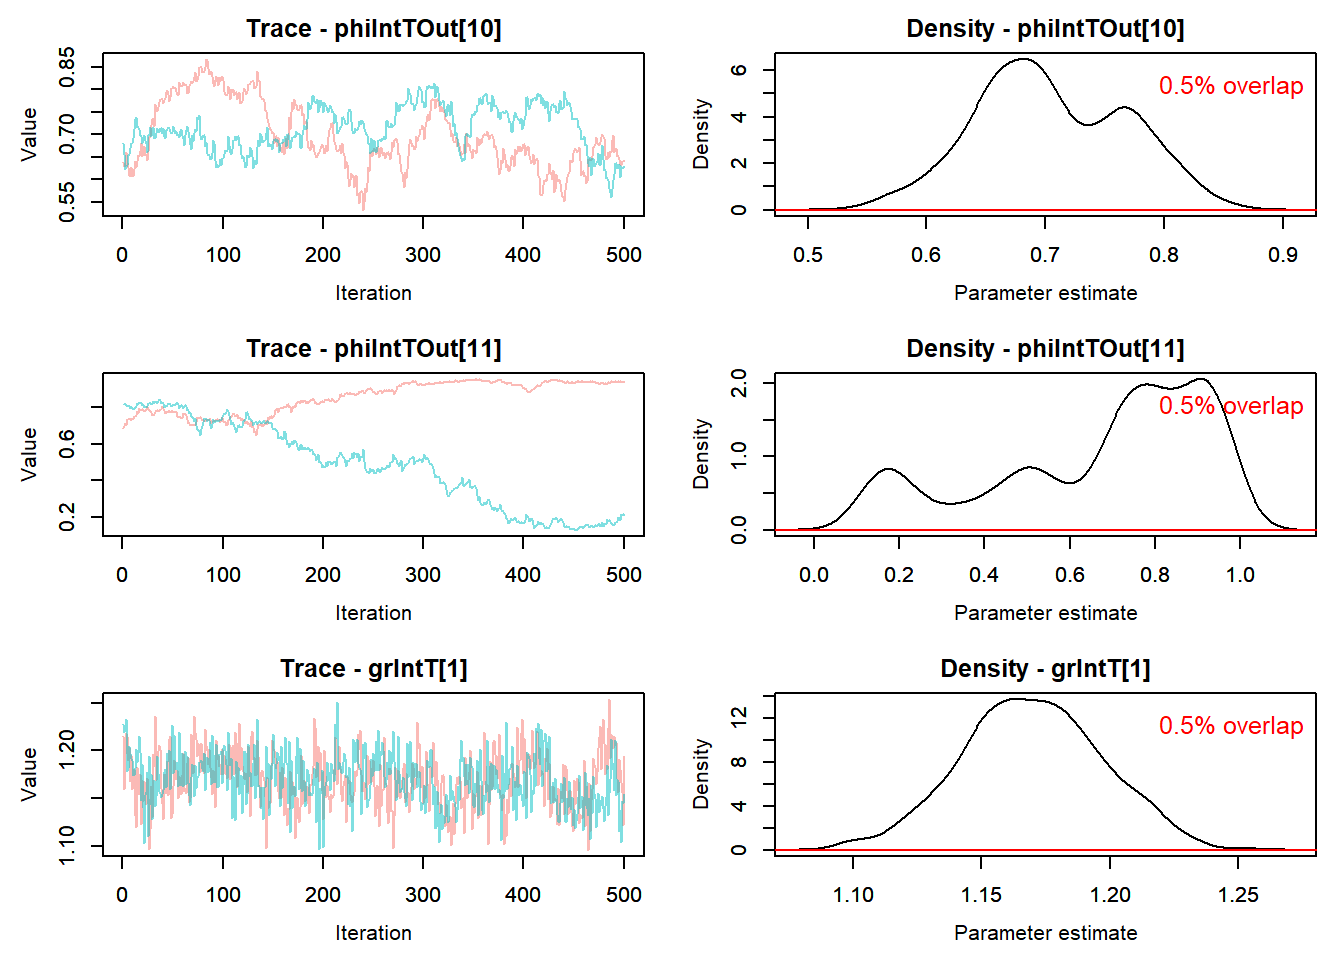 Trace - phiIntTOut[10]
Value
0.55 0.70 0.85
0 100 200 300 400 500
Iteration
Density - phiIntTOut[10]
Density
0 2 4 6
0.5% overlap
0.5 0.6 0.7 0.8 0.9
Parameter estimate
Trace - phiIntTOut[11]
Value
0.2 0.6
0 100 200 300 400 500
Iteration
Density - phiIntTOut[11]
Density
0.0 1.0 2.0
0.5% overlap
0.0 0.2 0.4 0.6 0.8 1.0
Parameter estimate
Trace - grIntT[1]
Value
1.10 1.20
0 100 200 300 400 500
Iteration
Density - grIntT[1]
Density
0 4 8 12
0.5% overlap
1.10 1.15 1.20 1.25
Parameter estimate